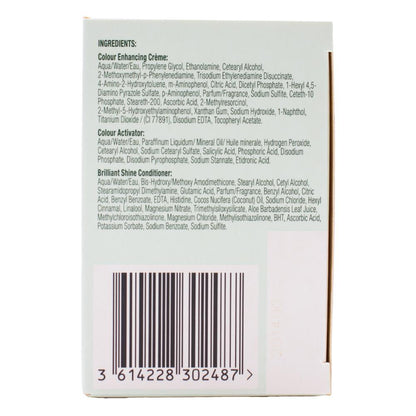 INGREDIENTS:
Colour Enhancing Crème:
Aqua/Water/Eau, Propylene Glycol, Ethanolamine, Cetearyl Alcohol,
2-Methoxymethyl-p-Phenylenediamine, Trisodium Ethylenediamine Disuccinate,
4-Amino-2-Hydroxytoluene, m-Aminophenol, Citric Acid, Dicetyl Phosphate, 1-Hexyl 4,5-
Diamino Pyrazole Sulfate, p-Aminophenol, Parfum/Fragrance, Sodium Sulfite, Ceteth-10
Phosphate, Steareth-200, Ascorbic Acid, 2-Methylresorcinol,
2-Methyl-5-Hydroxyethylaminophenol, Xanthan Gum, Sodium Hydroxide, 1-Naphthol,
Titanium Dioxide / (CI 77891), Disodium EDTA, Tocopheryl Acetate.
Colour Activator:
Aqua/Water/Eau, Paraffinum Liquidum/ Mineral Oil/ Huile minerale, Hydrogen Peroxide,
Cetearyl Alcohol, Sodium Cetearyl Sulfate, Salicylic Acid, Phosphoric Acid, Disodium
Phosphate, Disodium Pyrophosphate, Sodium Stannate, Etidronic Acid.
Brilliant Shine Conditioner:
Aqua/Water/Eau, Bis-Hydroxy/Methoxy Amodimethicone, Stearyl Alcohol, Cetyl Alcohol,
Stearamidopropyl Dimethylamine, Glutamic Acid, Parfum/Fragrance, Benzyl Alcohol, Citric
Acid, Benzyl Benzoate, EDTA, Histidine, Cocos Nucifera (Coconut) Oil, Sodium Chloride, Hexyl
Cinnamal, Linalool, Magnesium Nitrate, Trimethylsiloxysilicate, Aloe Barbadensis Leaf Juice,
Methylchloroisothiazolinone, Magnesium Chloride, Methylisothiazolinone, BHT, Ascorbic Acid,
Potassium Sorbate, Sodium Benzoate, Sodium Sulfite.
3 614228 302487 >